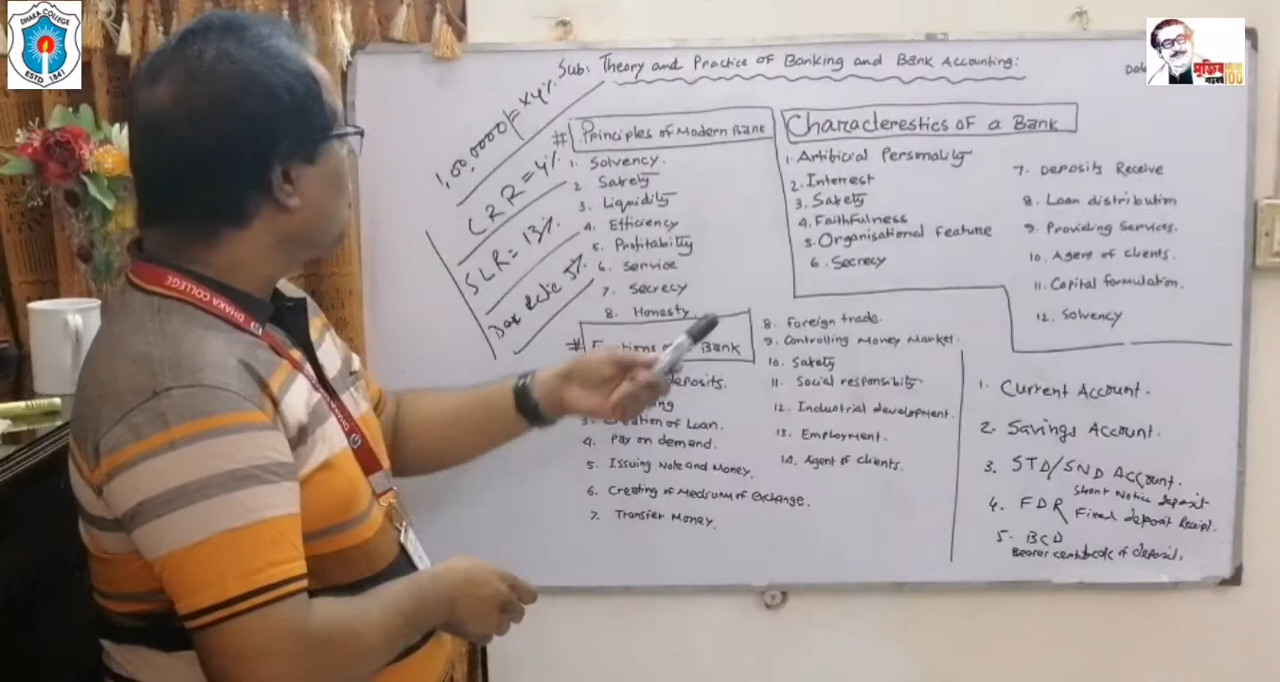 DHAKA COLLEGE
ESTD 1841
মুজিব
শতবর্ষ
100
Sub: Theory and Practice of Banking and Bank Accounting:
1,00,0000/= x 4%
CRR = 4%
SLR = 13%
5%
# Principles of Modern Bank
1. Solvency.
2 Safety
3. Liquidity
4. Efficiency
5. Profitability
6. Service
7. Secrecy
8. Honesty
Characterestics of a Bank
1. Artificial Personality
2. Interest
3. Safety
4. Faithfulness
5. Organisational feature
6. Secrecy
7. Deposits Receive
8. Loan distribution
9. Providing Services.
10. Agent of clients.
11. Capital formulation.
12. Solvency
# Bank
deposits.
3. of Loan.
4. Pay on demand.
5. Issuing Note and Money.
6. Creating of Medium of Exchange.
7. Transfer Money.
8. Foreign trade.
9. Controlling Money Market.
10. Safety
11. Social responsibity
12. Industrial development.
13. Employment.
14. Agent of clients.
1. Current Account.
2. Savings Account.
3. STD/SND Account.
Short Notice deposit
4. FDR Fixed deposit Receipt.
5. BCD
Bearer certificate of deposit.
DHAKA COLLEGE